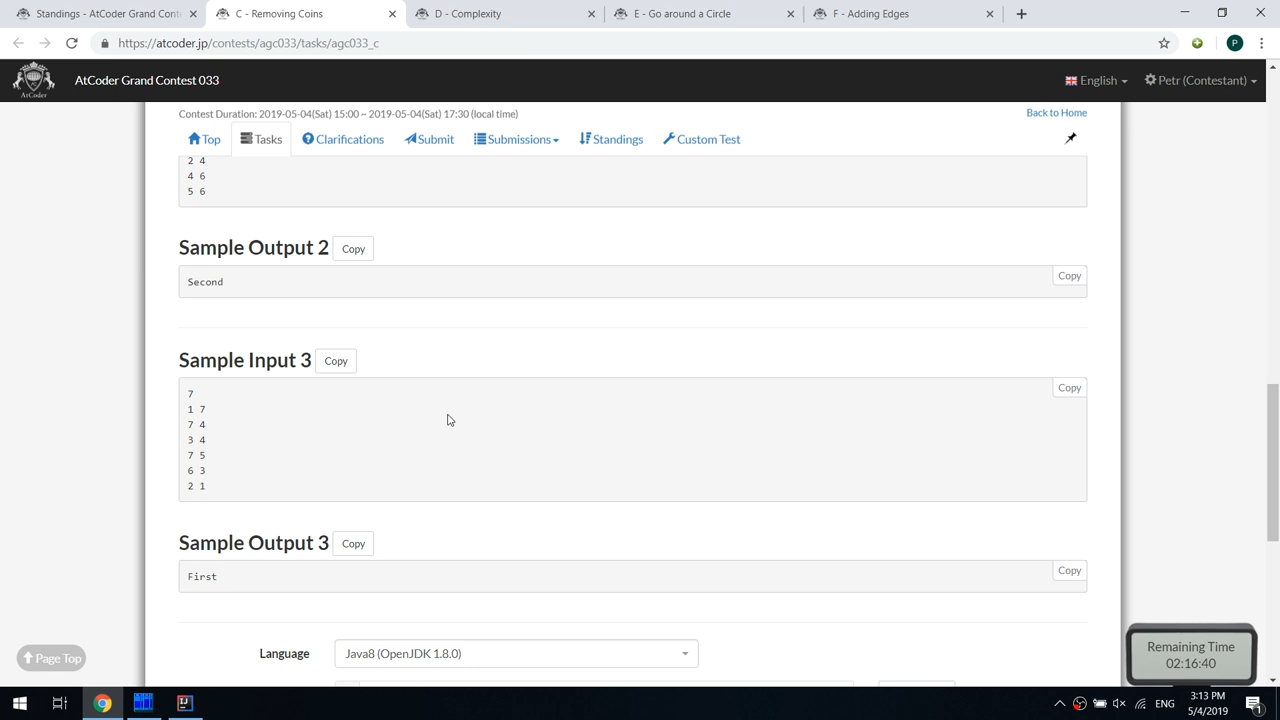 Standings - AtCoder Grand Cont
C - Removing Coins
D - Complexity
E - Go around a Circle
F - Adding Edges
https://atcoder.jp/contests/agc033/tasks/agc033_c
P
AtCoder
AtCoder Grand Contest 033
English
Petr (Contestant)
Contest Duration: 2019-05-04(Sat) 15:00 ~ 2019-05-04(Sat) 17:30 (local time)
Back to Home
Top
Tasks
Clarifications
Submit
Submissions
Standings
Custom Test
2 4
4 6
5 6
Sample Output 2
Copy
Copy
Second
Sample Input 3
Copy
Copy
7
1 7
7 4
3 4
7 5
6 3
2 1
Sample Output 3
Copy
Copy
First
Language
Java8 (OpenJDK 1.8.0)
Page Top
Remaining Time
02:16:40
ENG
3:13 PM
5/4/2019
1